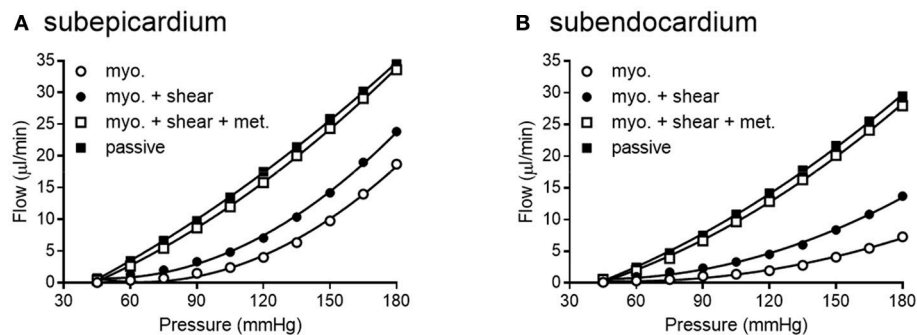 A subepicardium
35
30
25
20
15
10
5
0
Flow (µl/min)
myo.
myo. + shear
myo. + shear + met.
passive
30 60 90 120 150 180
Pressure (mmHg)
B subendocardium
35
30
25
20
15
10
5
0
Flow (µl/min)
myo.
myo. + shear
myo. + shear + met.
passive
30 60 90 120 150 180
Pressure (mmHg)